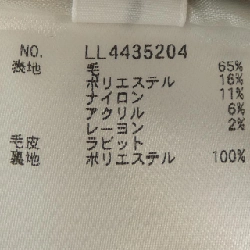 NO. LL4435204
表地 毛 65%
ポリエステル 16%
ナイロン 11%
アクリル 6%
レーヨン 2%
毛皮 ラビット
裏地 ポリエステル 100%